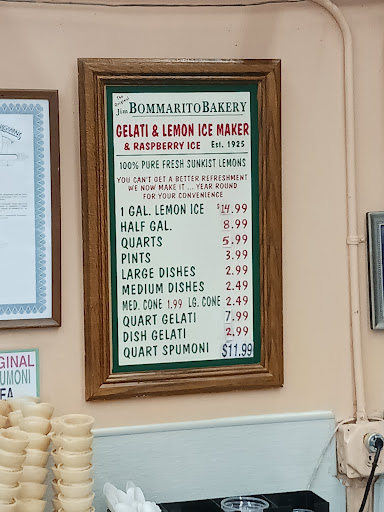 The Original Jim BOMMARITO BAKERY
GELATI & LEMON ICE MAKER
& RASPBERRY ICE Est. 1925
100% PURE FRESH SUNKIST LEMONS
YOU CAN'T GET A BETTER REFRESHMENT
WE NOW MAKE IT ... YEAR ROUND
FOR YOUR CONVENIENCE
1 GAL. LEMON ICE $14.99
HALF GAL. 8.99
QUARTS 5.99
PINTS 3.99
LARGE DISHES 2.99
MEDIUM DISHES 2.49
MED. CONE 1.99 LG. CONE 2.49
QUART GELATI 7.99
DISH GELATI 2.99
QUART SPUMONI $11.99
GINAL
UMONI
EA